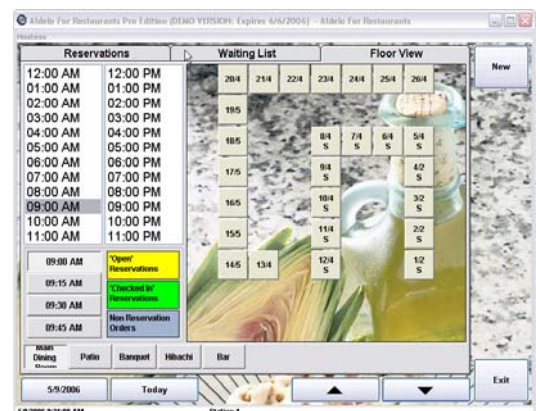 Aldelo For Restaurants Pro Edition (DEMO VERSION: Expires 6/6/2006) - Aldelo For Restaurants
Hostess
Reservations
Waiting List
Floor View
New
12:00 AM 12:00 PM
01:00 AM 01:00 PM
02:00 AM 02:00 PM
03:00 AM 03:00 PM
04:00 AM 04:00 PM
05:00 AM 05:00 PM
06:00 AM 06:00 PM
07:00 AM 07:00 PM
08:00 AM 08:00 PM
09:00 AM 09:00 PM
10:00 AM 10:00 PM
11:00 AM 11:00 PM
20/4 21/4 22/4 23/4 24/4 25/4 26/4
19/5
18/5 8/4 7/4 6/4 5/4
S S S S
17/5 9/4 4/2
S S
16/5 10/4 3/2
S S
15/5 11/4 2/2
S S
14/5 13/4 12/4 1/2
S S
09:00 AM
09:15 AM
09:30 AM
09:45 AM
'Open'
Reservations
'Checked In'
Reservations
Non Reservation
Orders
Main
Dining
Room
Patio
Banquet
Hibachi
Bar
5/9/2006
Today
Exit